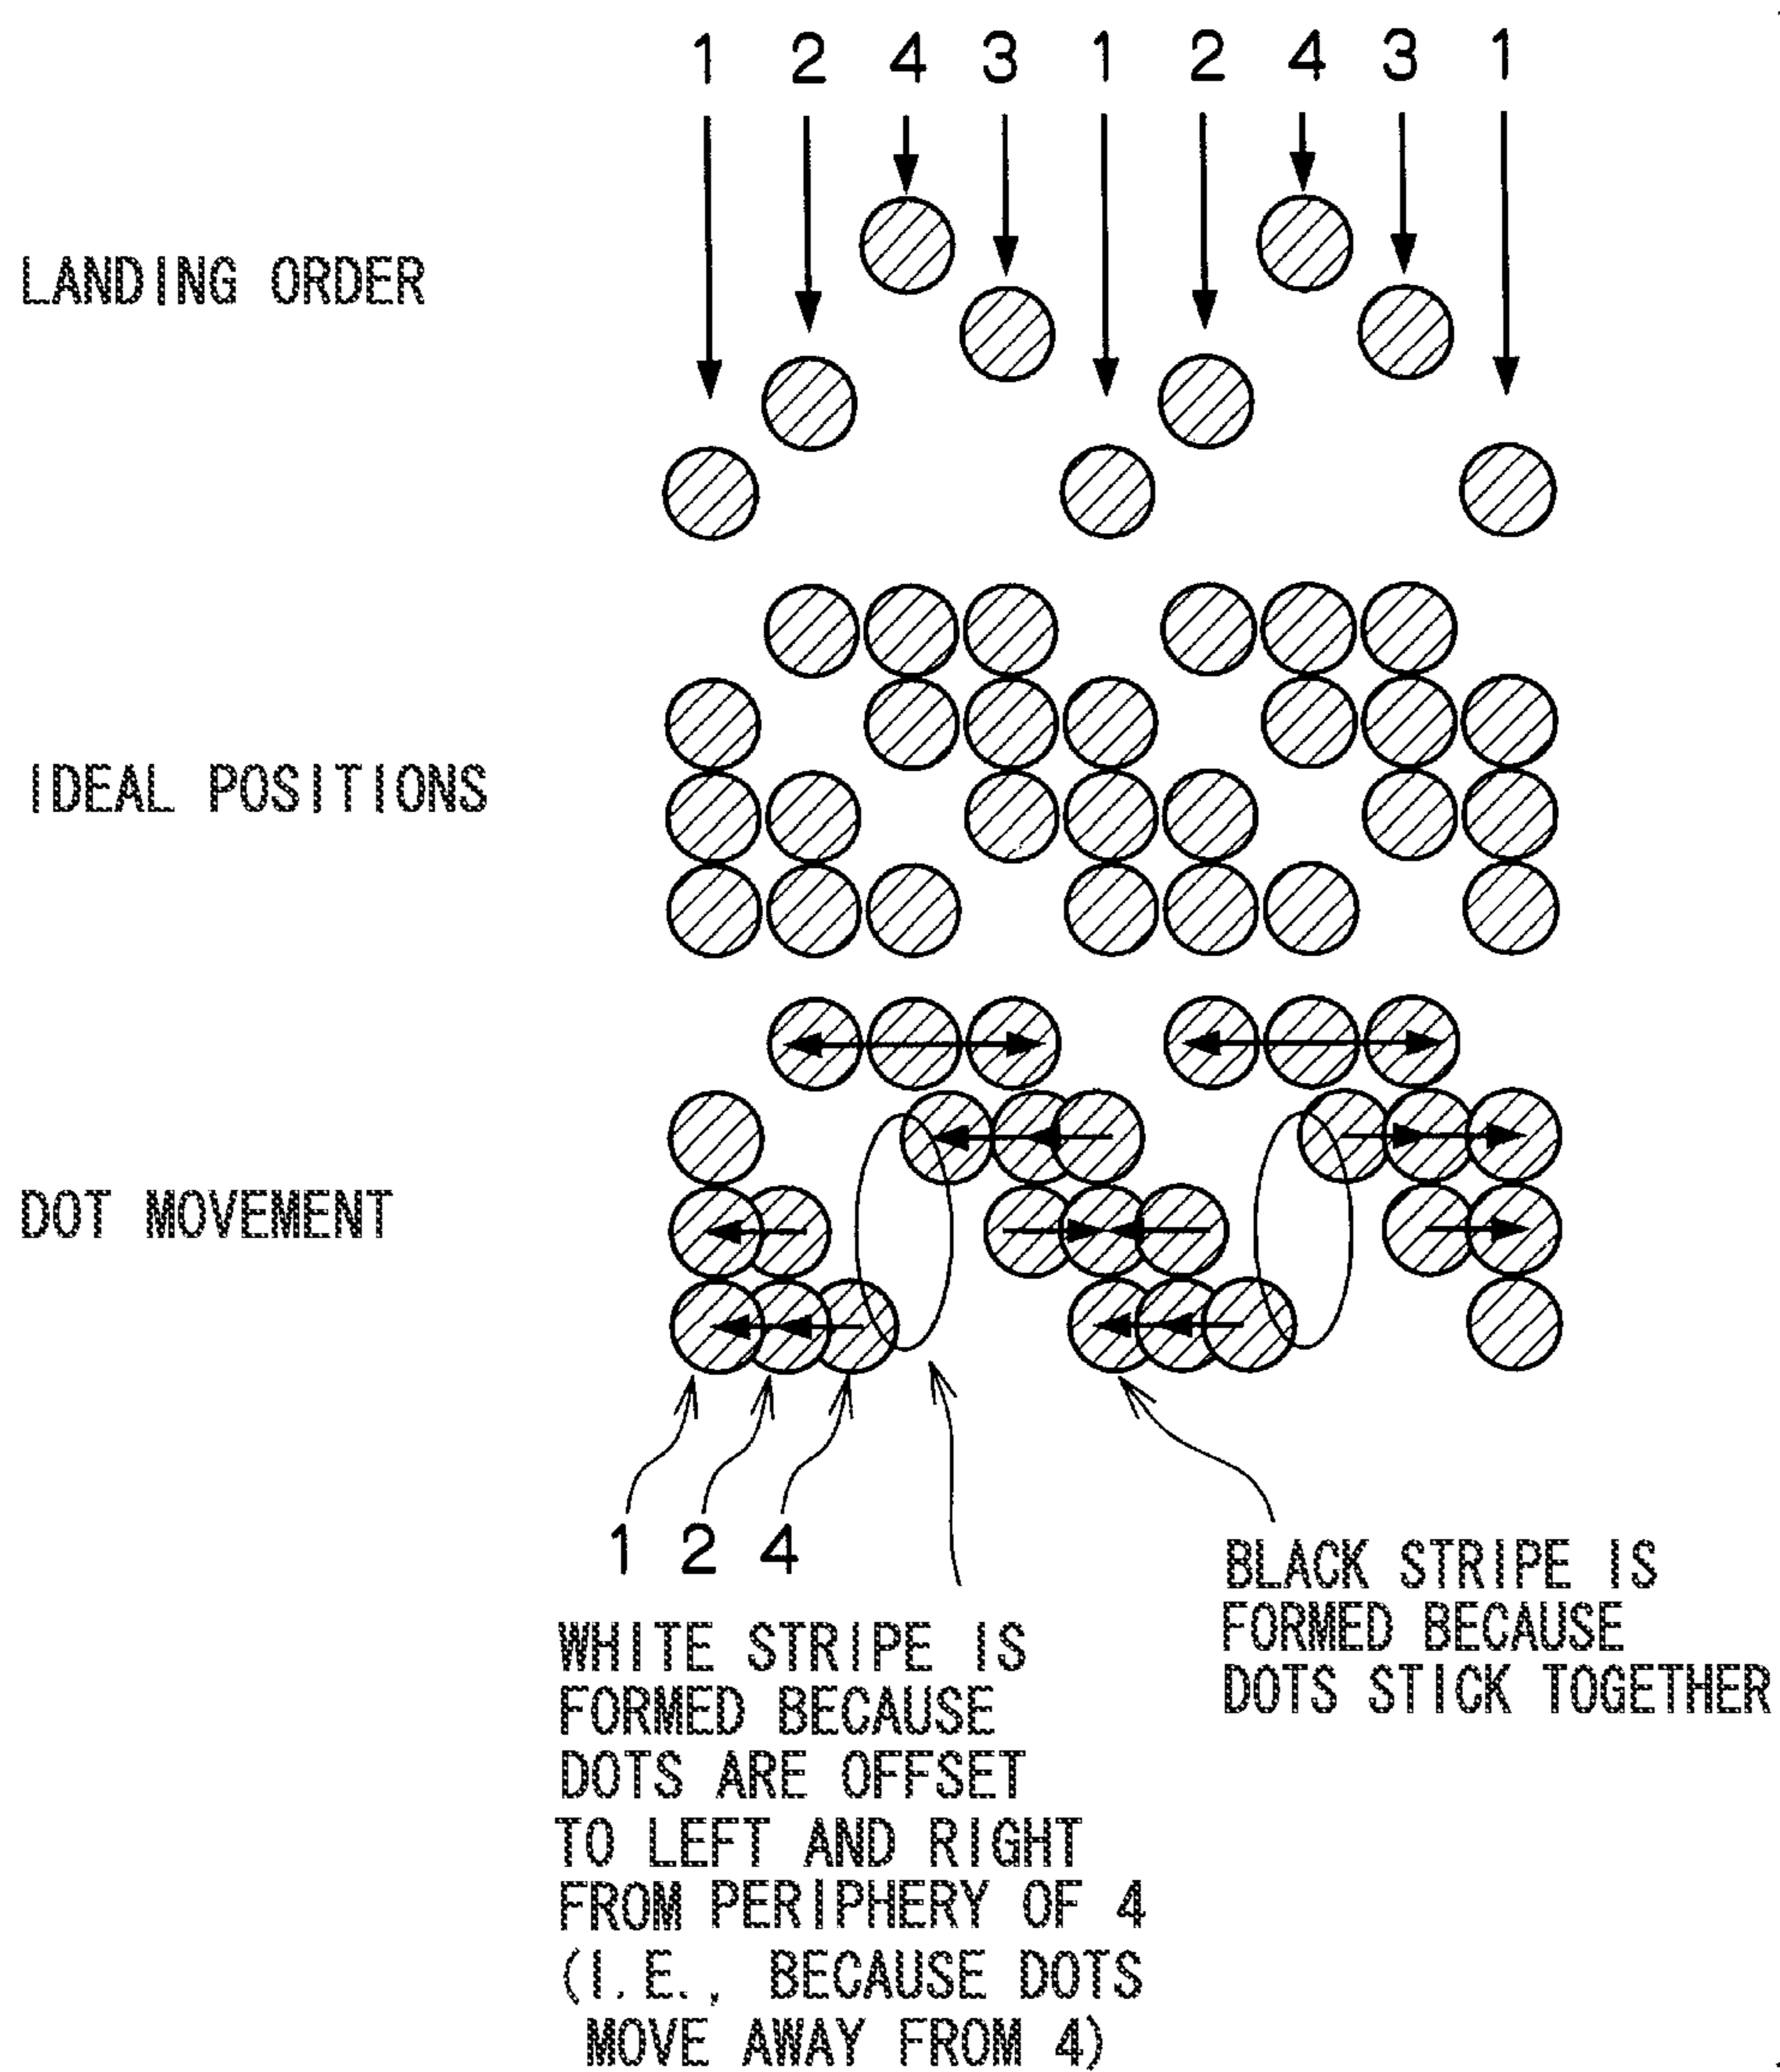 1 2 4 3 1 2 4 3 1
LANDING ORDER
IDEAL POSITIONS
DOT MOVEMENT
1 2 4
WHITE STRIPE IS
FORMED BECAUSE
DOTS ARE OFFSET
TO LEFT AND RIGHT
FROM PERIPHERY OF 4
(I.E., BECAUSE DOTS
MOVE AWAY FROM 4)
BLACK STRIPE IS
FORMED BECAUSE
DOTS STICK TOGETHER